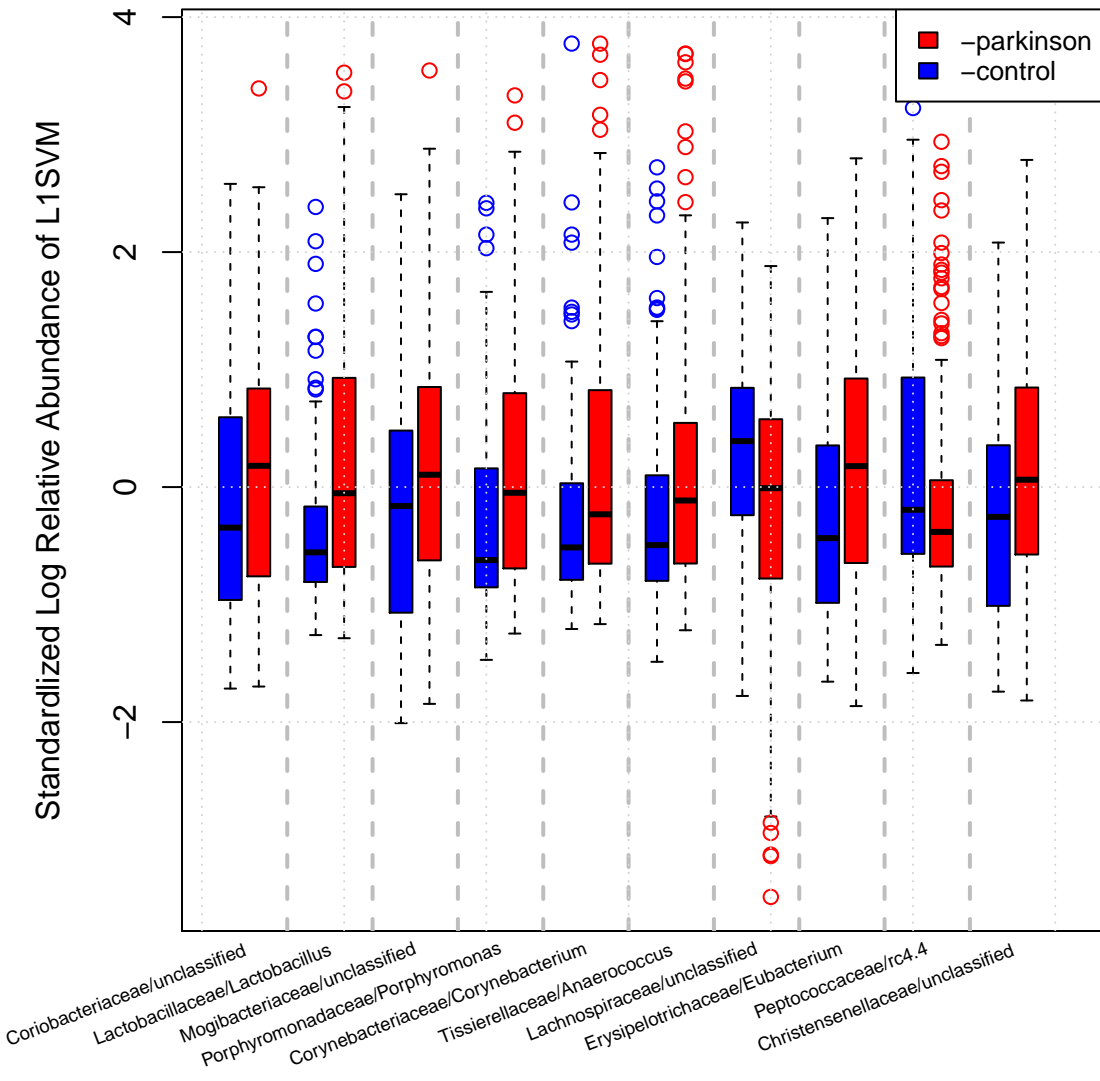 -parkinson
-control
Standardlized Log Relative Abundance of L1SVM
4
2
0
−2
Coriobacteriaceae/unclassified
Lactobacillaceae/Lactobacillus
Mogibacteriaceae/unclassified
Porphyromonadaceae/Porphyromonas
Corynebacteriaceae/Corynebacterium
Tissierellaceae/Anaerococcus
Lachnospiraceae/unclassified
Erysipelotrichaceae/Eubacterium
Peptococcaceae/rc4.4
Christensenellaceae/unclassified